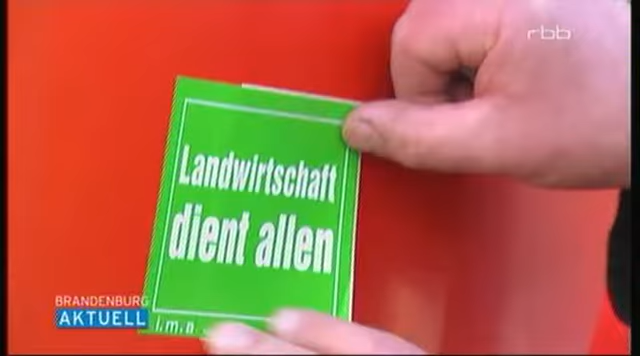 rbb
Landwirtschaft
dient allen
i.m.a
BRANDENBURG
AKTUELL